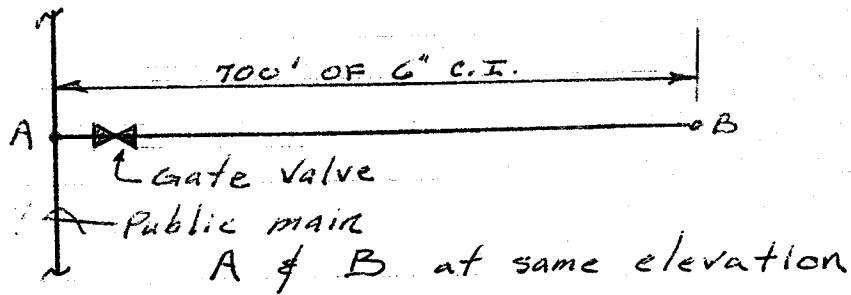 700' OF 6" C.I.
A
B
Gate Valve
Public main
A & B at same elevation